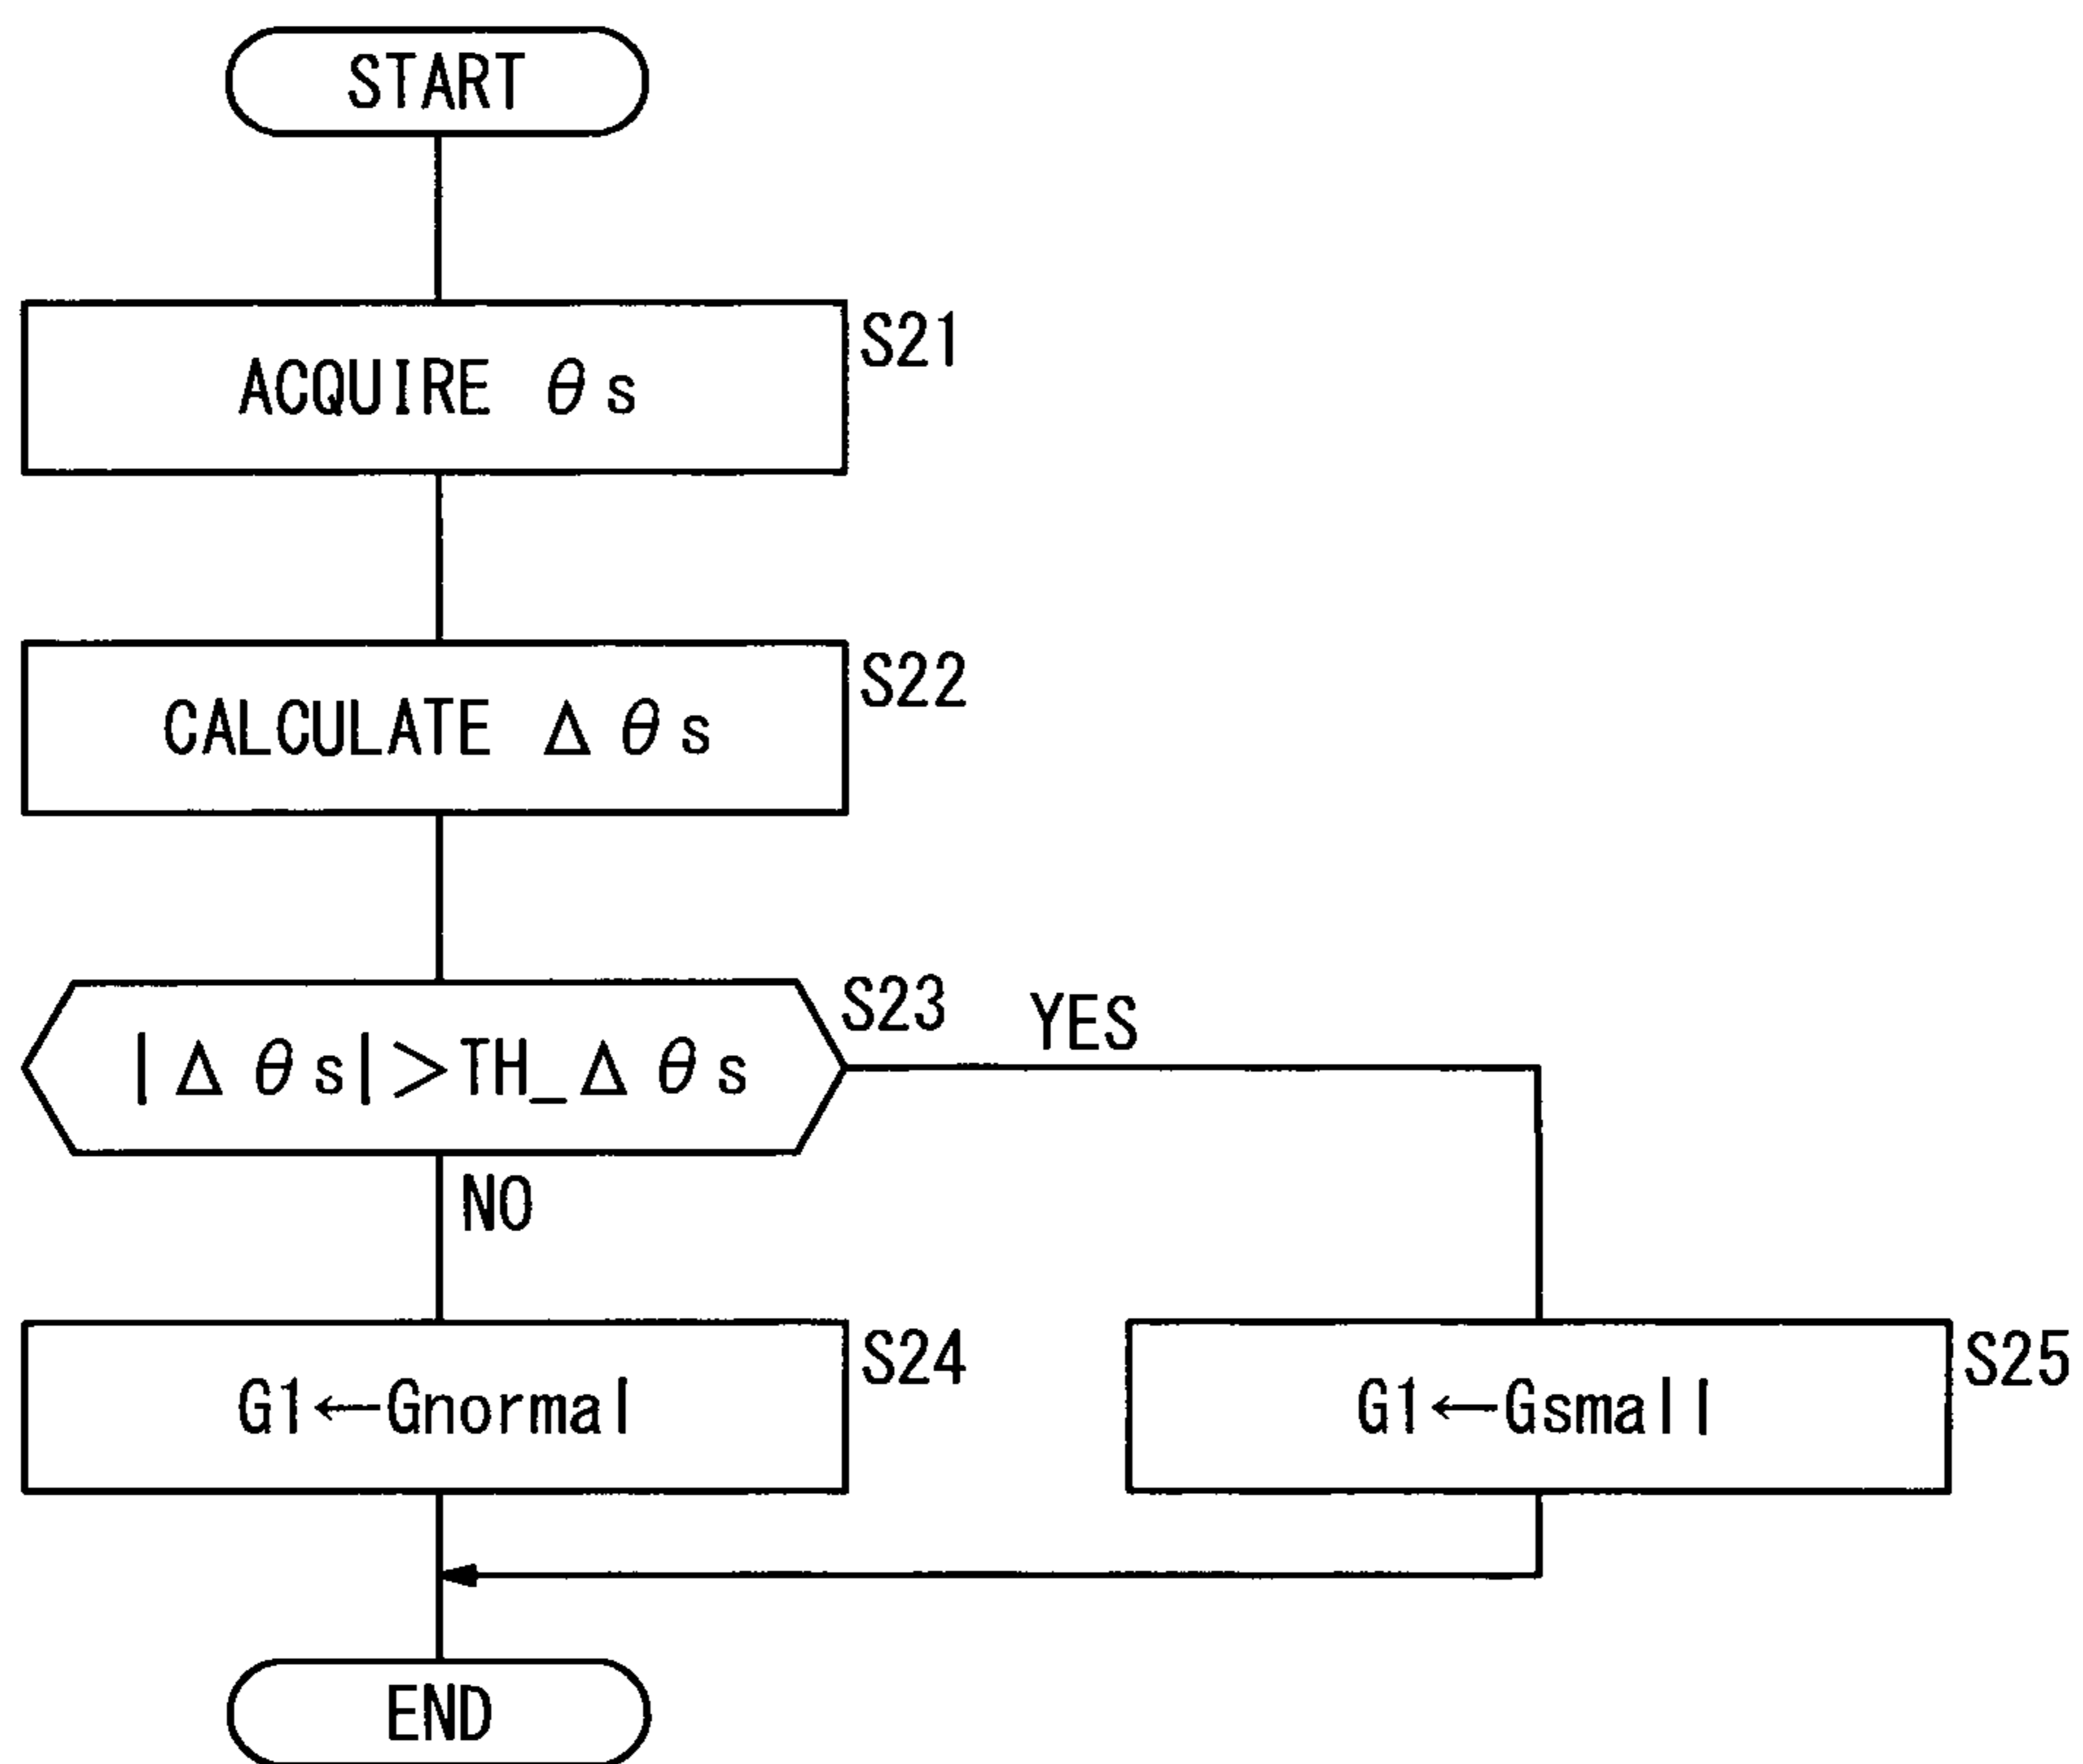 START
ACQUIRE θs
S21
CALCULATE Δθs
S22
|Δθs|>TH_Δθs
S23
YES
NO
G1←Gnormal
S24
G1←Gsmall
S25
END